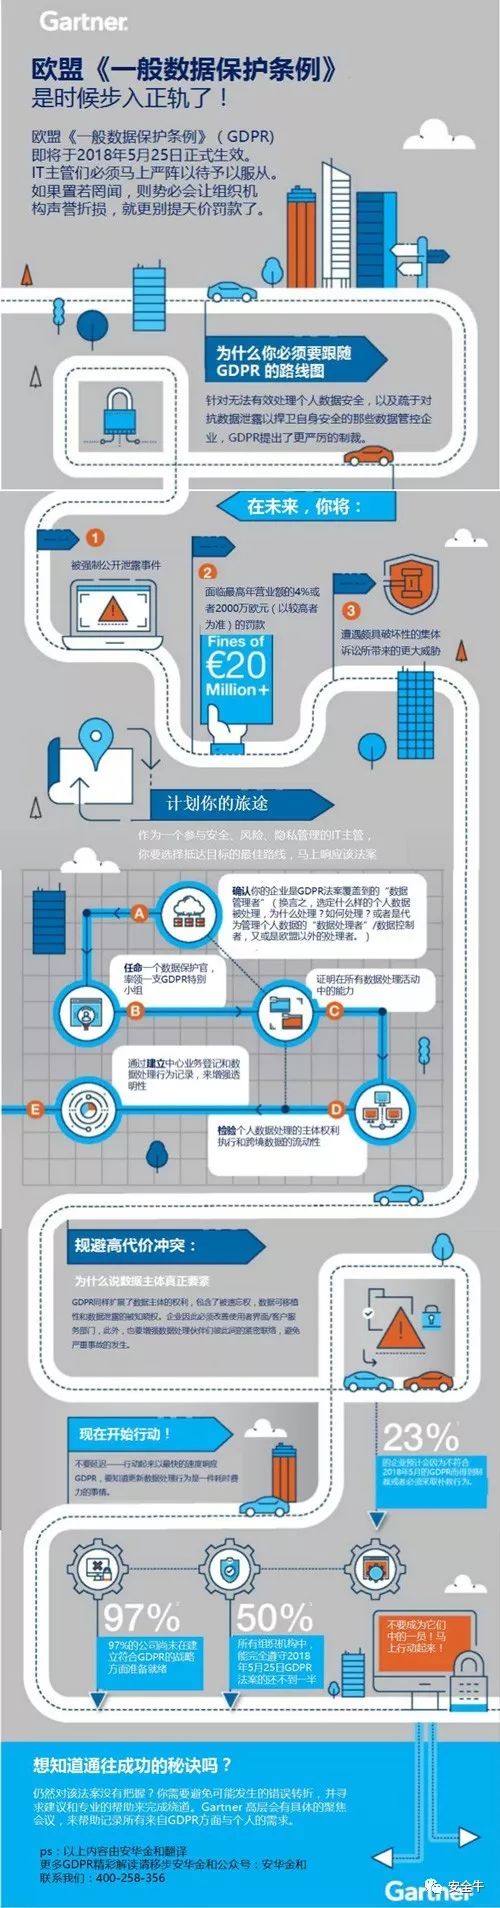 Gartner.
欧盟《一般数据保护条例》
是时候步入正轨了！
欧盟《一般数据保护条例》（GDPR)
即将于2018年5月25日正式生效。
IT主管们必须马上严阵以待予以服从。
如果置若罔闻，则势必会让组织机
构声誉折损，就更别提天价罚款了。
为什么你必须要跟随
GDPR 的路线图
针对无法有效处理个人数据安全，以及疏于对
抗数据泄露以捍卫自身安全的那些数据管控企
业，GDPR提出了更严厉的制裁。
在未来，你将：
1
被强制公开泄露事件
2
面临最高年营业额的4%或
者2000万欧元（以较高者
为准）的罚款
Fines of
€20
Million+
3
遭遇颇具破坏性的集体
诉讼所带来的更大威胁
计划你的旅途
作为一个参与安全、风险、隐私管理的IT主管，
你要选择抵达目标的最佳路线，马上响应该法案
A
确认你的企业是GDPR法案覆盖到的“数据
管理者”（换言之，选定什么样的个人数据
被处理，为什么处理？如何处理？或者是代
为管理个人数据的“数据处理者”/数据控制
者，又或是欧盟以外的处理者。）
任命一个数据保护官，
率领一支GDPR特别
小组
B
证明在所有数据处理活动
中的能力
C
通过建立中心业务登记和数
据处理行为记录，来增强透
明性
E
D
检验个人数据处理的主体权利
执行和跨境数据的流动性
规避高代价冲突：
为什么说数据主体真正要紧
GDPR同样扩展了数据主体的权利，包含了被遗忘权，数据可移植
性和数据泄露的被知晓权。企业因此必须改善使用者界面/客户服
务部门，此外，也要增强数据处理伙伴们彼此间的紧密联络，避免
严重事故的发生。
现在开始行动！
不要延迟——行动起来以最快的速度响应
GDPR，要知道更新数据处理行为是一件耗时费
力的事情。
23%
的企业预计会因为不符合
2018年5月的GDPR而得到制
裁或者必须采取补救行为。
97%
97%的公司尚未在建
立符合GDPR的战略
方面准备就绪
50%
所有组织机构中，
能完全遵守2018
年5月25日GDPR
法案的还不到一半
不要成为它们
中的一员！马
上行动起来！
想知道通往成功的秘诀吗？
仍然对该法案没有把握？你需要避免可能发生的错误转折，并寻
求建议和专业的帮助来完成绕道。Gartner 高层会有具体的聚焦
会议，来帮助记录所有来自GDPR方面与个人的需求。
ps：以上内容由安华金和翻译
更多GDPR精彩解读请移步安华金和公众号：安华金和
联系我们：400-258-356
安全牛
Gartner